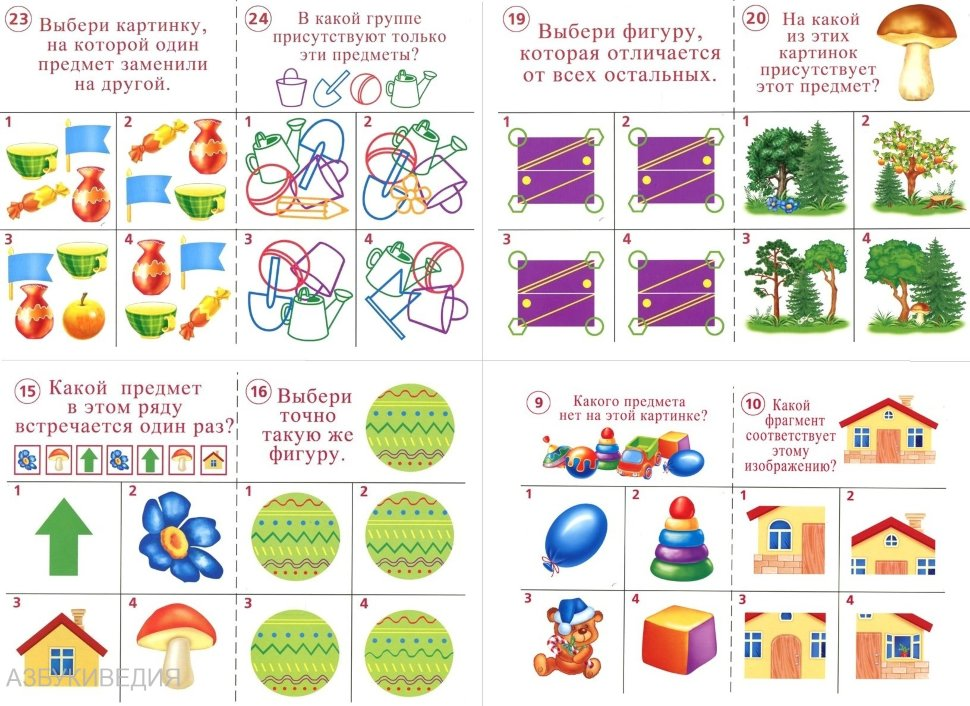 23
Выбери картинку,
на которой один
предмет заменили
на другой.
1
2
3
4
24
В какой группе
присутствуют только
эти предметы?
1
2
3
4
19
Выбери фигуру,
которая отличается
от всех остальных.
1
2
3
4
20
На какой
из этих
картинок
присутствует
этот предмет?
1
2
3
4
15
Какой предмет
в этом ряду
встречается один раз?
1
2
3
4
16
Выбери
точно
такую же
фигуру.
1
2
3
4
9
Какого предмета
нет на этой картинке?
1
2
3
4
10
Какой
фрагмент
соответствует
этому
изображению?
1
2
3
4
АЗБУКИВЕДИЯ